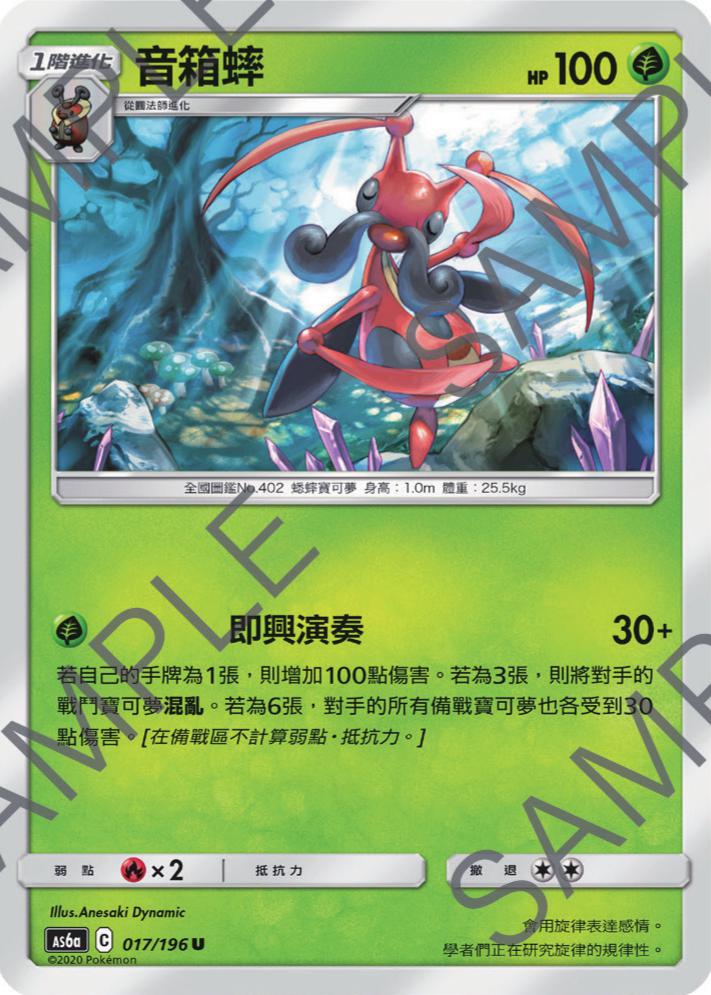 1階進化 音箱蟀 HP 100
從圓法師進化
全國圖鑑No.402 蟋蟀寶可夢 身高：1.0m 體重：25.5kg
即興演奏 30+
若自己的手牌為1張，則增加100點傷害。若為3張，則將對手的
戰鬥寶可夢混亂。若為6張，對手的所有備戰寶可夢也各受到30
點傷害。[在備戰區不計算弱點・抵抗力。]
弱點 ×2 抵抗力 撤退
Illus.Anesaki Dynamic
AS6a C 017/196 U
©2020 Pokémon
會用旋律表達感情。
學者們正在研究旋律的規律性。
SAMPLE
SAMPLE
SAMPLE
SAMPLE
SAMPLE
SAMPLE